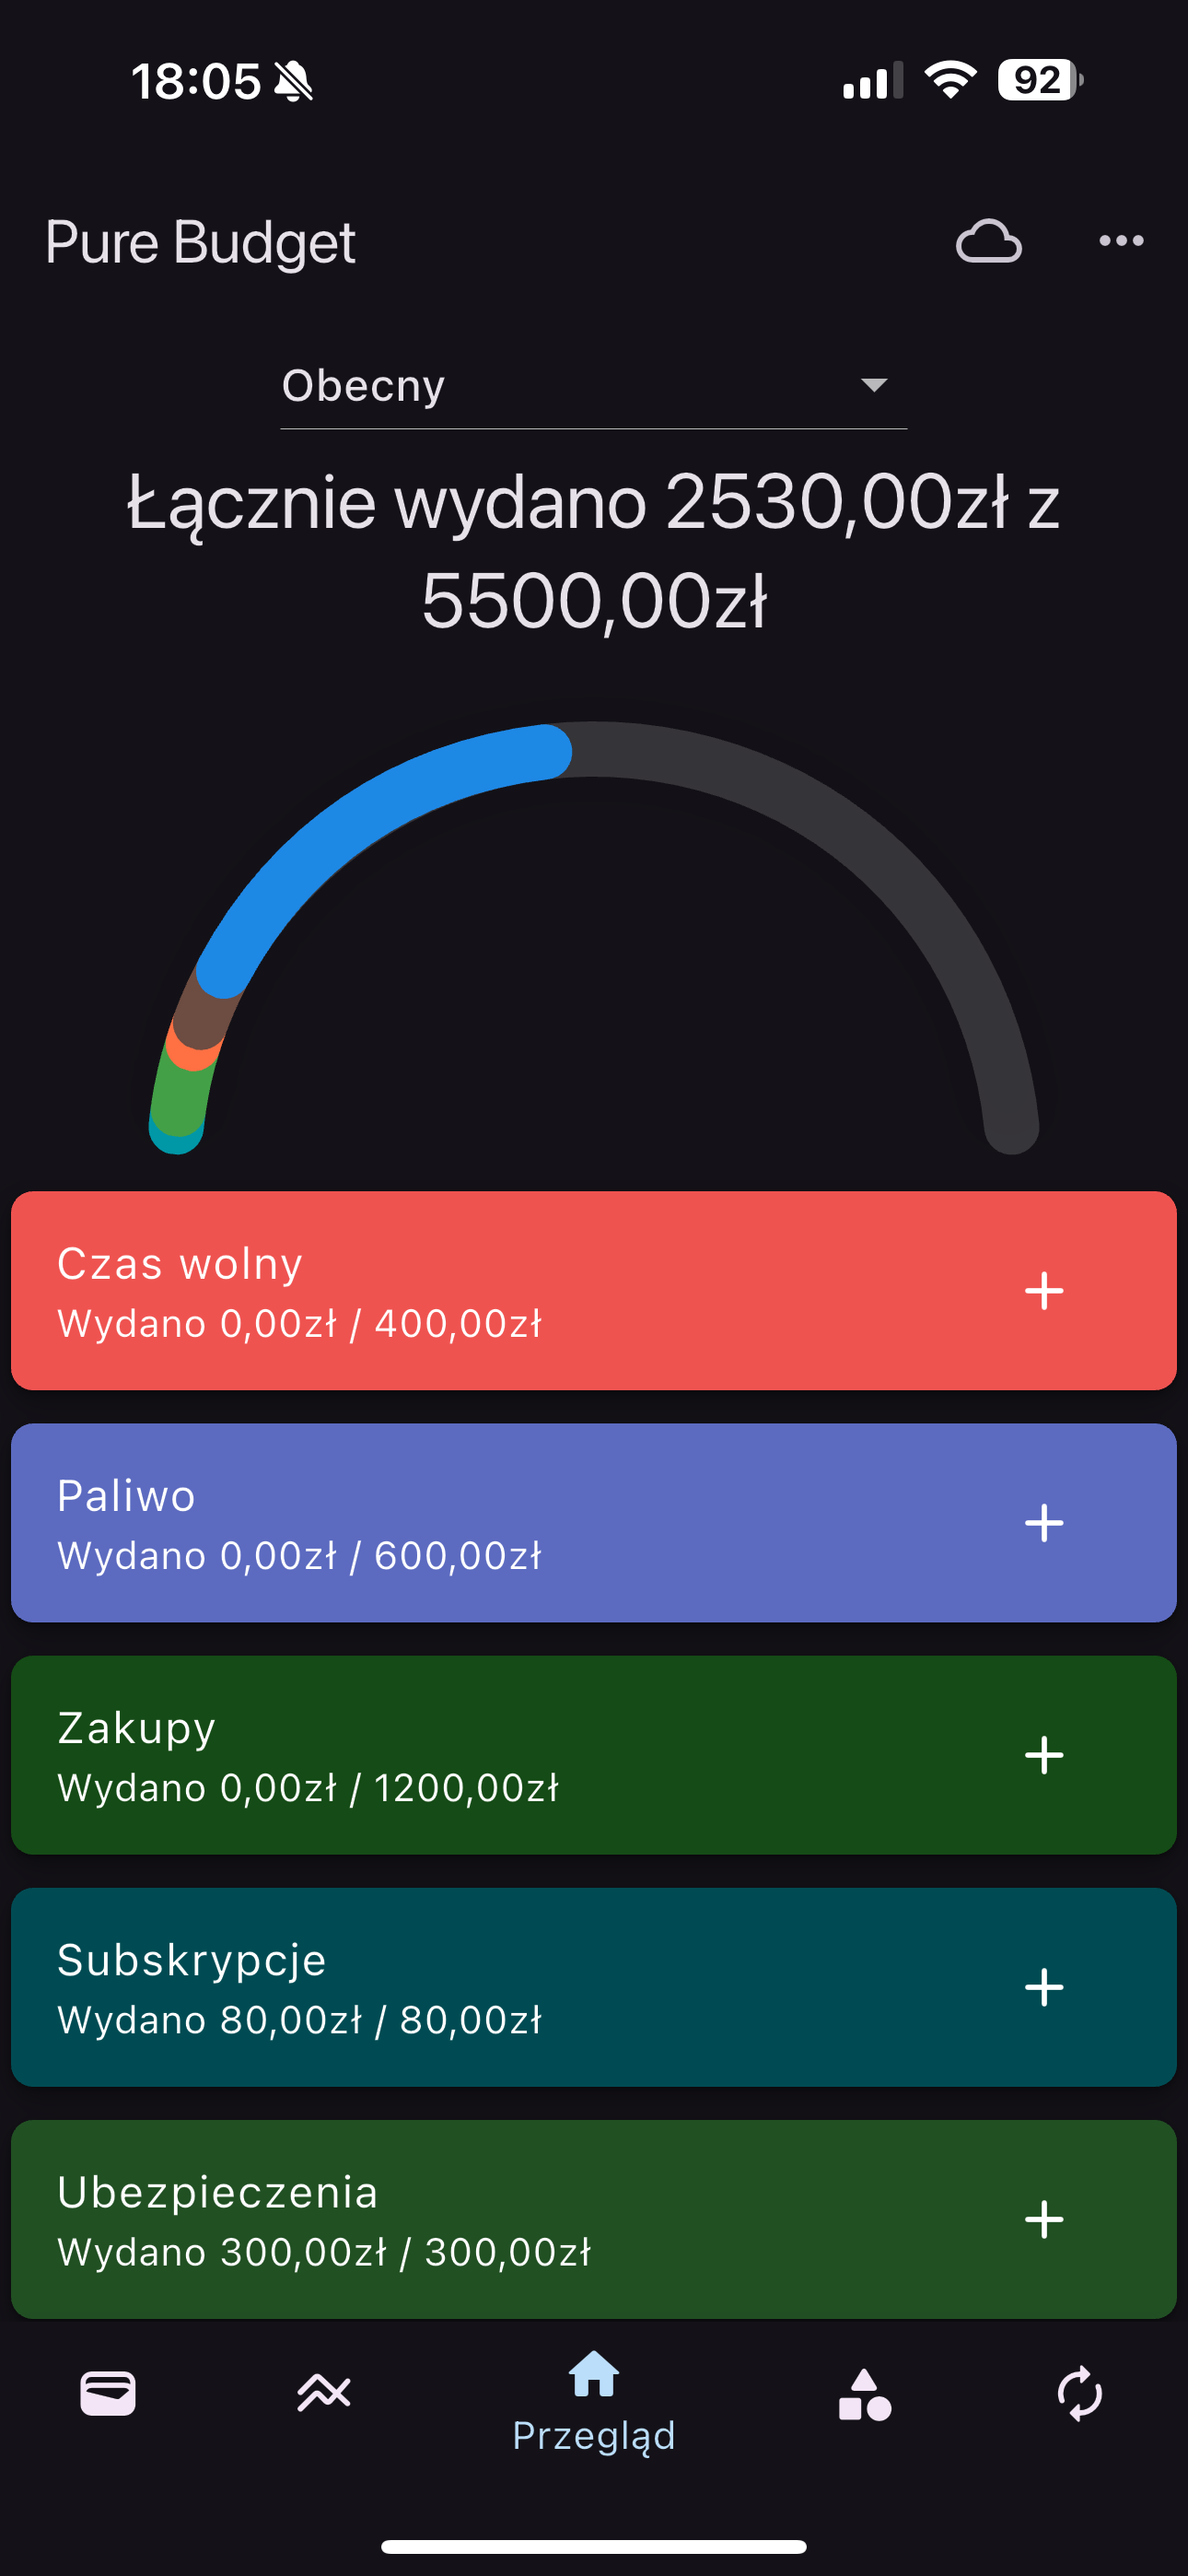 18:05
92
Pure Budget
Obecny
Łącznie wydano 2530,00zł z
5500,00zł
Czas wolny
Wydano 0,00zł / 400,00zł
Paliwo
Wydano 0,00zł / 600,00zł
Zakupy
Wydano 0,00zł / 1200,00zł
Subskrypcje
Wydano 80,00zł / 80,00zł
Ubezpieczenia
Wydano 300,00zł / 300,00zł
Przegląd